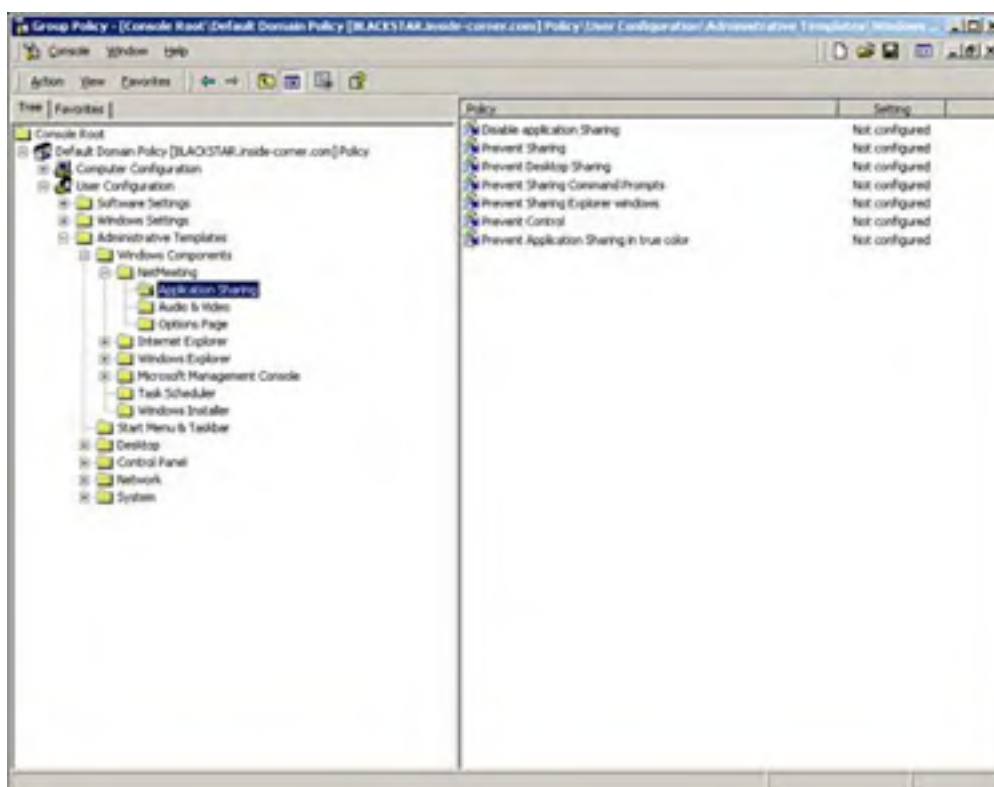 Group Policy - [Console Root\Default Domain Policy [BLACKSTAR.inside-corner.com] Policy\User Configuration\Administrative Templates\Windows ...
Console Window Help
Action View Favorites
Tree Favorites
Console Root
Default Domain Policy [BLACKSTAR.inside-corner.com] Policy
Computer Configuration
User Configuration
Software Settings
Windows Settings
Administrative Templates
Windows Components
NetMeeting
Application Sharing
Audio & Video
Options Page
Internet Explorer
Windows Explorer
Microsoft Management Console
Task Scheduler
Windows Installer
Start Menu & Taskbar
Desktop
Control Panel
Network
System
Policy Setting
Disable application Sharing Not configured
Prevent Sharing Not configured
Prevent Desktop Sharing Not configured
Prevent Sharing Command Prompts Not configured
Prevent Sharing Explorer windows Not configured
Prevent Control Not configured
Prevent Application Sharing in true color Not configured